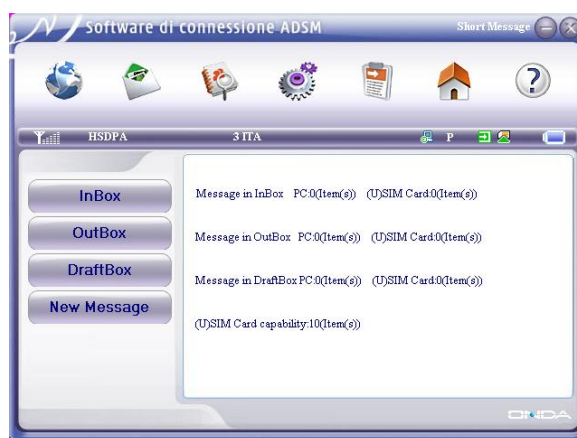 Software di connessione ADSM
Short Message
HSDPA 3 ITA P
InBox
OutBox
DraftBox
New Message
Message in InBox PC:0(Item(s)) (U)SIM Card:0(Item(s))
Message in OutBox PC:0(Item(s)) (U)SIM Card:0(Item(s))
Message in DraftBox PC:0(Item(s)) (U)SIM Card:0(Item(s))
(U)SIM Card capability:10(Item(s))
ONDA